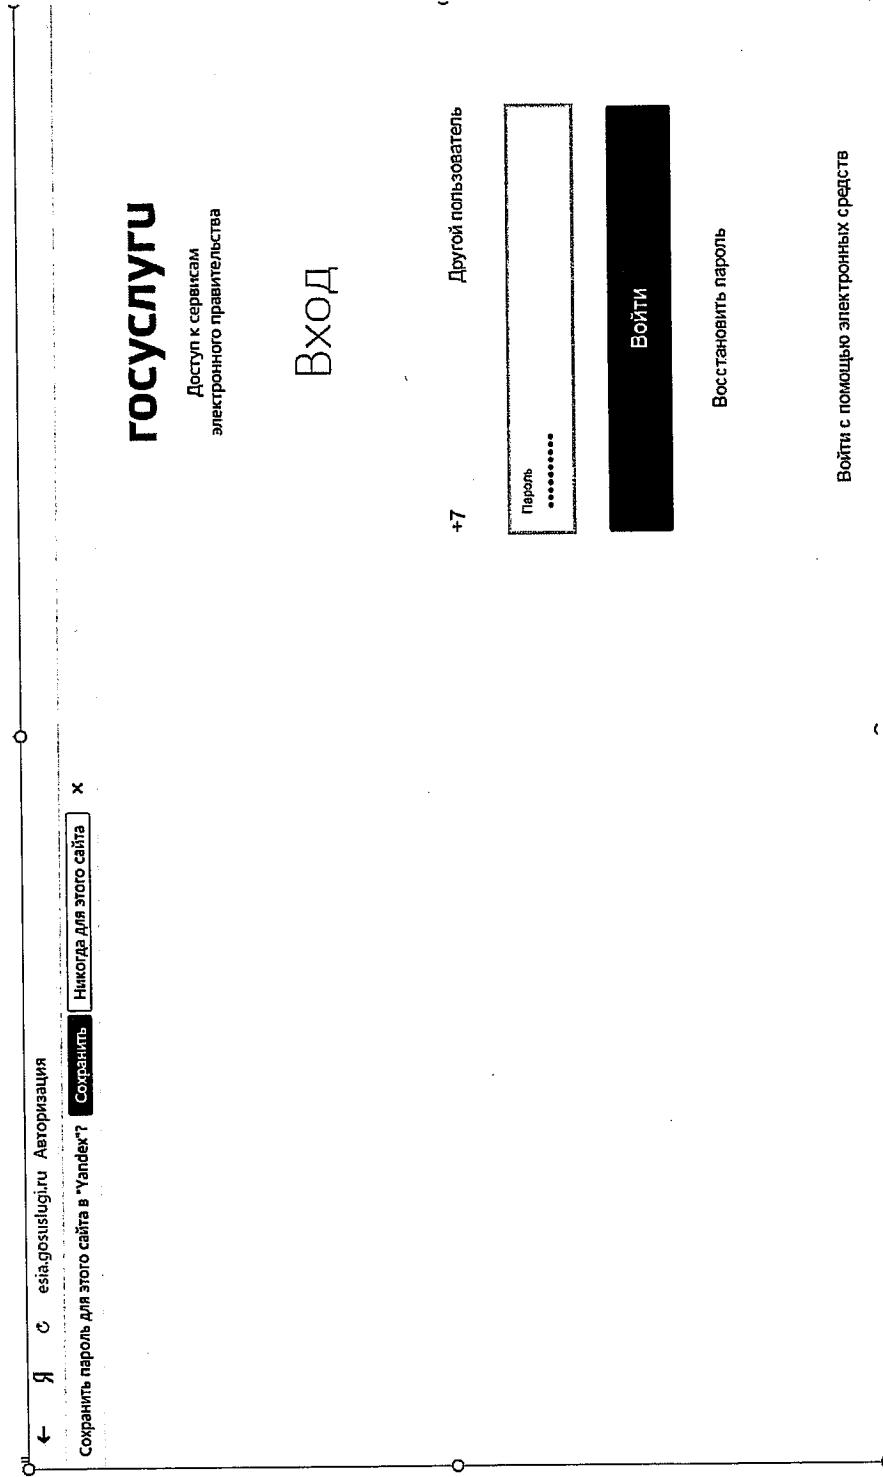 ← Я esia.gosuslugi.ru Авторизация
Сохранить пароль для этого сайта в "Yandex"? Сохранить Никогда для этого сайта ×
госуслуги
Доступ к сервисам
электронного правительства
Вход
+7 Другой пользователь
Пароль
••••••••••
Войти
Восстановить пароль
Войти с помощью электронных средств